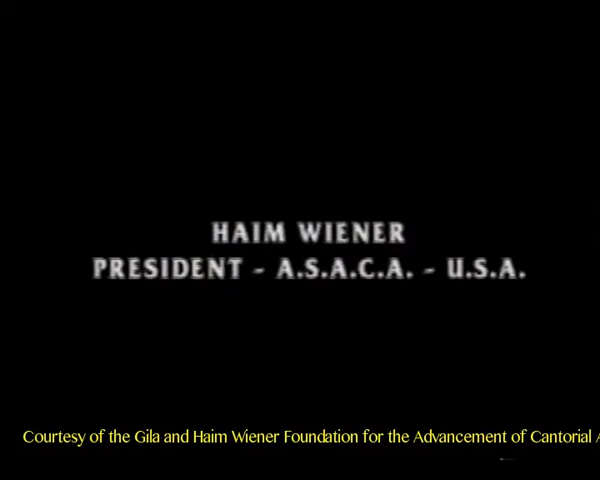 HAIM WIENER
PRESIDENT - A.S.A.C.A. - U.S.A.
Courtesy of the Gila and Haim Wiener Foundation for the Advancement of Cantorial A